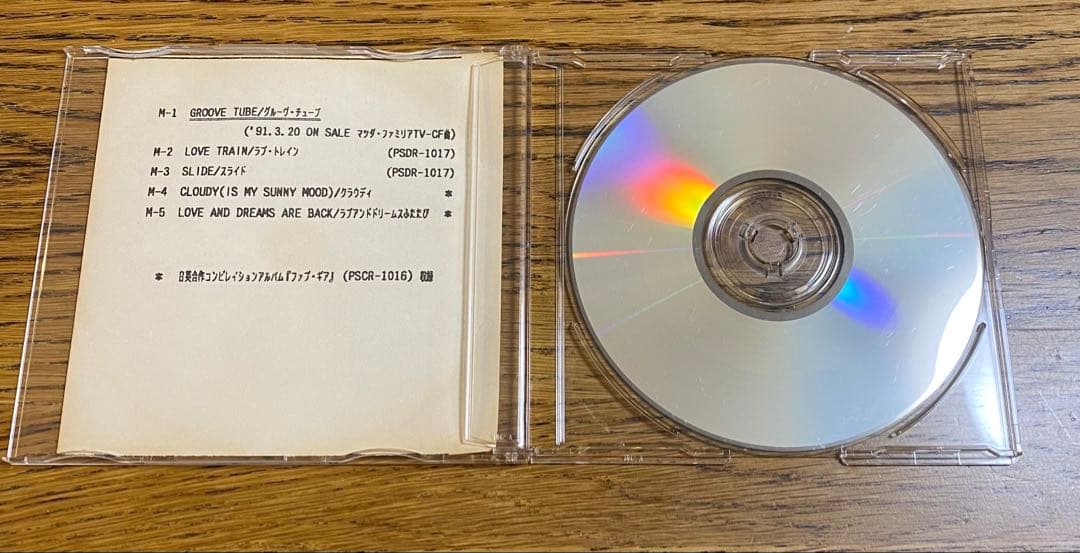 M-1 GROOVE TUBE/グルーヴ・チューブ
('91.3.20 ON SALE マツダ・ファミリアTV-CF曲)
M-2 LOVE TRAIN/ラブ・トレイン (PSDR-1017)
M-3 SLIDE/スライド (PSDR-1017)
M-4 CLOUDY(IS MY SUNNY MOOD)/クラウディ *
M-5 LOVE AND DREAMS ARE BACK/ラブアンドドリームスふたたび *
* 日英合作コンピレイションアルバム『ファブ・ギア』 (PSCR-1016) 収録